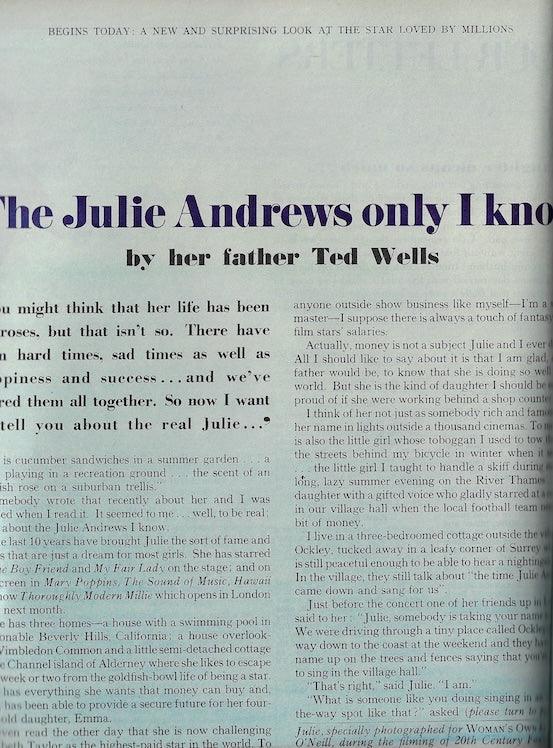 BEGINS TODAY: A NEW AND SURPRISING LOOK AT THE STAR LOVED BY MILLIONS
The Julie Andrews only I kno
by her father Ted Wells
ou might think that her life has been
roses, but that isn't so. There have
n hard times, sad times as well as
ppiness and success...and we've
red them all together. So now I want
tell you about the real Julie...
is cucumber sandwiches in a summer garden .... a
playing in a recreation ground .... the scent of an
ish rose on a suburban trellis."
mebody wrote that recently about her and I was
ed when I read it. It seemed to me ... well, to be real;
about the Julie Andrews I know.
e last 10 years have brought Julie the sort of fame and
s that are just a dream for most girls. She has starred
e Boy Friend and My Fair Lady on the stage; and on
creen in Mary Poppins, The Sound of Music, Hawaii
now Thoroughly Modern Millie which opens in London
next month.
e has three homes—a house with a swimming pool in
onable Beverly Hills, California; a house overlook-
Wimbledon Common and a little semi-detached cottage
e Channel island of Alderney where she likes to escape
week or two from the goldfish-bowl life of being a star.
has everything she wants that money can buy and,
has been able to provide a secure future for her four-
old daughter, Emma.
ven read the other day that she is now challenging
beth Taylor as the highest-paid star in the world. To
anyone outside show business like myself—I'm a
master—I suppose there is always a touch of fantas
film stars' salaries.
Actually, money is not a subject Julie and I ever d
All I should like to say about it is that I am glad,
father would be, to know that she is doing so well
world. But she is the kind of daughter I should be
proud of if she were working behind a shop counte
I think of her not just as somebody rich and fam
her name in lights outside a thousand cinemas. To m
is also the little girl whose toboggan I used to tow
the streets behind my bicycle in winter when it
... the little girl I taught to handle a skiff during
long, lazy summer evening on the River Thames
daughter with a gifted voice who gladly starred at a
in our village hall when the local football team ne
bit of money.
I live in a three-bedroomed cottage outside the v
Ockley, tucked away in a leafy corner of Surrey
is still peaceful enough to be able to hear a nighting
In the village, they still talk about "the time Julie A
came down and sang for us".
Just before the concert one of her friends up in
said to her: "Julie, somebody is taking your name
We were driving through a tiny place called Ockle
way down to the coast at the weekend and they hav
name up on the trees and fences saying that you'
to sing in the village hall."
"That's right," said Julie. "I am."
"What is someone like you doing singing in
the-way spot like that?" asked (please turn to
Julie, specially photographed for WOMAN'S OWN
O'Neill, during the filming of 20th Century Fox